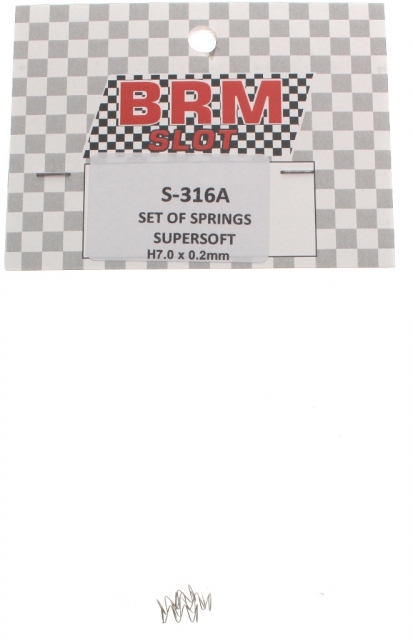 BRM
SLOT
S-316A
SET OF SPRINGS
SUPERSOFT
H7.0 x 0.2mm